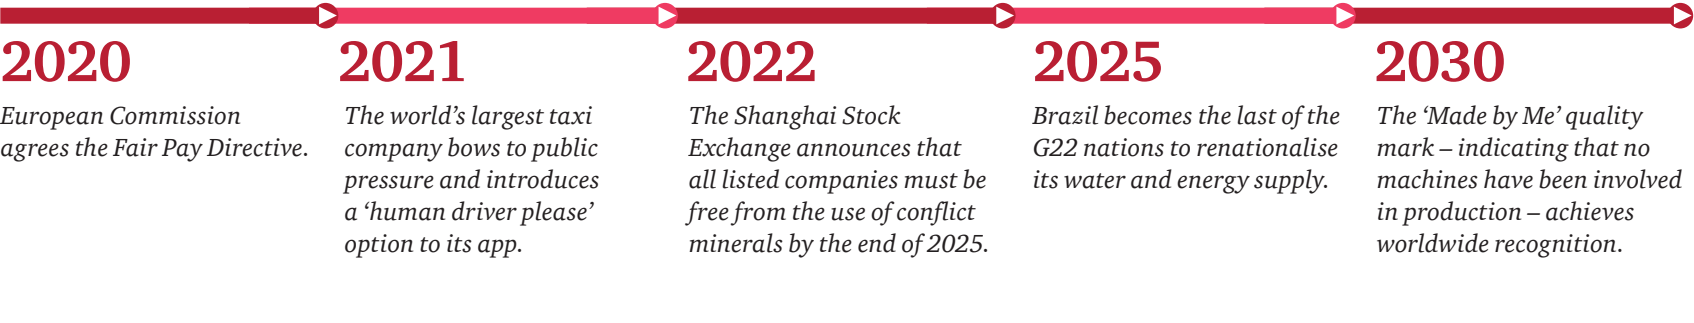 2020
European Commission
agrees the Fair Pay Directive.
2021
The world’s largest taxi
company bows to public
pressure and introduces
a ‘human driver please’
option to its app.
2022
The Shanghai Stock
Exchange announces that
all listed companies must be
free from the use of conflict
minerals by the end of 2025.
2025
Brazil becomes the last of the
G22 nations to renationalise
its water and energy supply.
2030
The ‘Made by Me’ quality
mark – indicating that no
machines have been involved
in production – achieves
worldwide recognition.